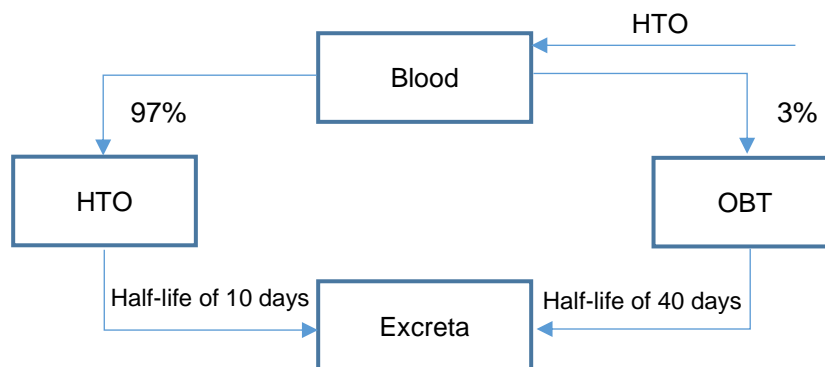 HTO
Blood
97%
3%
HTO
OBT
Half-life of 10 days
Half-life of 40 days
Excreta